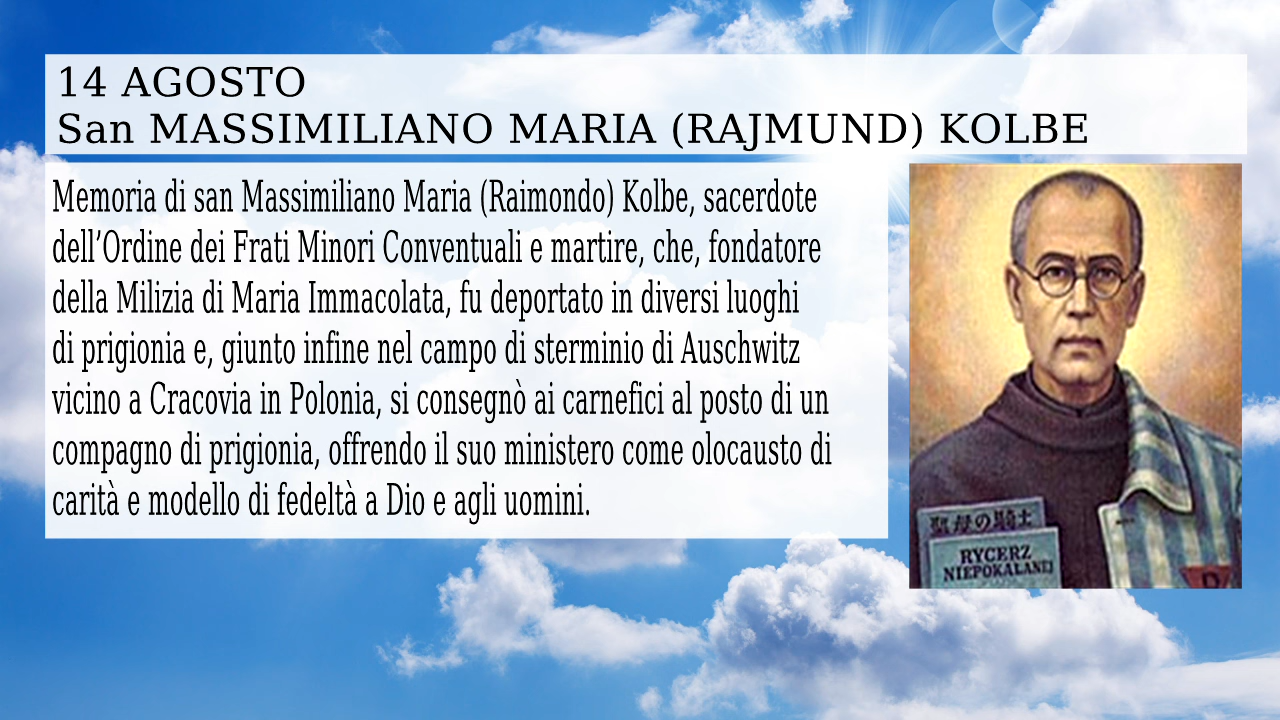 14 AGOSTO
San MASSIMILIANO MARIA (RAJMUND) KOLBE
Memoria di san Massimiliano Maria (Raimondo) Kolbe, sacerdote
dell’Ordine dei Frati Minori Conventuali e martire, che, fondatore
della Milizia di Maria Immacolata, fu deportato in diversi luoghi
di prigionia e, giunto infine nel campo di sterminio di Auschwitz
vicino a Cracovia in Polonia, si consegnò ai carnefici al posto di un
compagno di prigionia, offrendo il suo ministero come olocausto di
carità e modello di fedeltà a Dio e agli uomini.
聖母の騎士
RYCERZ
NIEPOKALANEJ